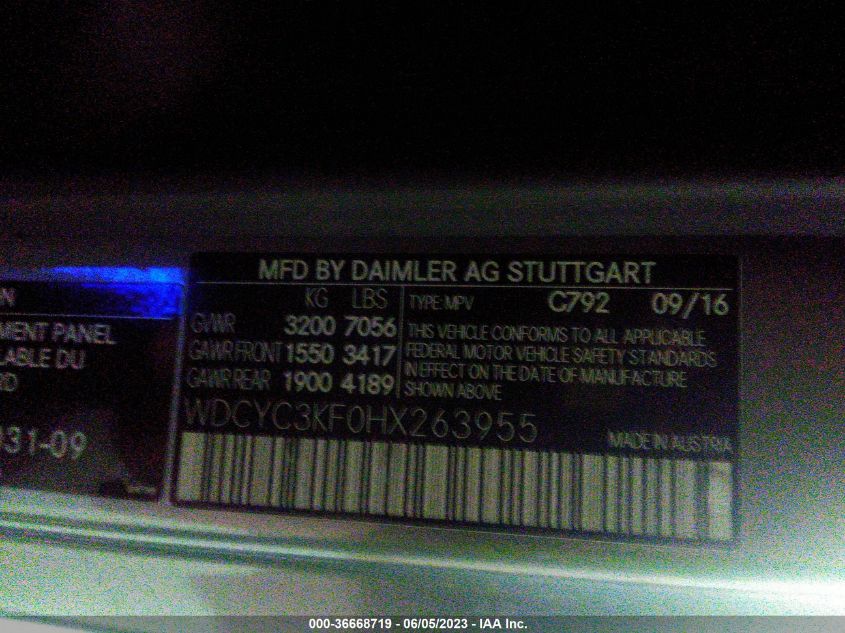 MFD BY DAIMLER AG STUTTGART
KG LBS
GVWR 3200 7056
GAWR FRONT 1550 3417
GAWR REAR 1900 4189
TYPE: MPV C792 09/16
THIS VEHICLE CONFORMS TO ALL APPLICABLE
FEDERAL MOTOR VEHICLE SAFETY STANDARDS
IN EFFECT ON THE DATE OF MANUFACTURE
SHOWN ABOVE
WDCYC3KF0HX263955
MADE IN AUSTRIA
ON
MENT PANEL
LABLE DU
RD
031-09
000-36668719 - 06/05/2023 - IAA Inc.